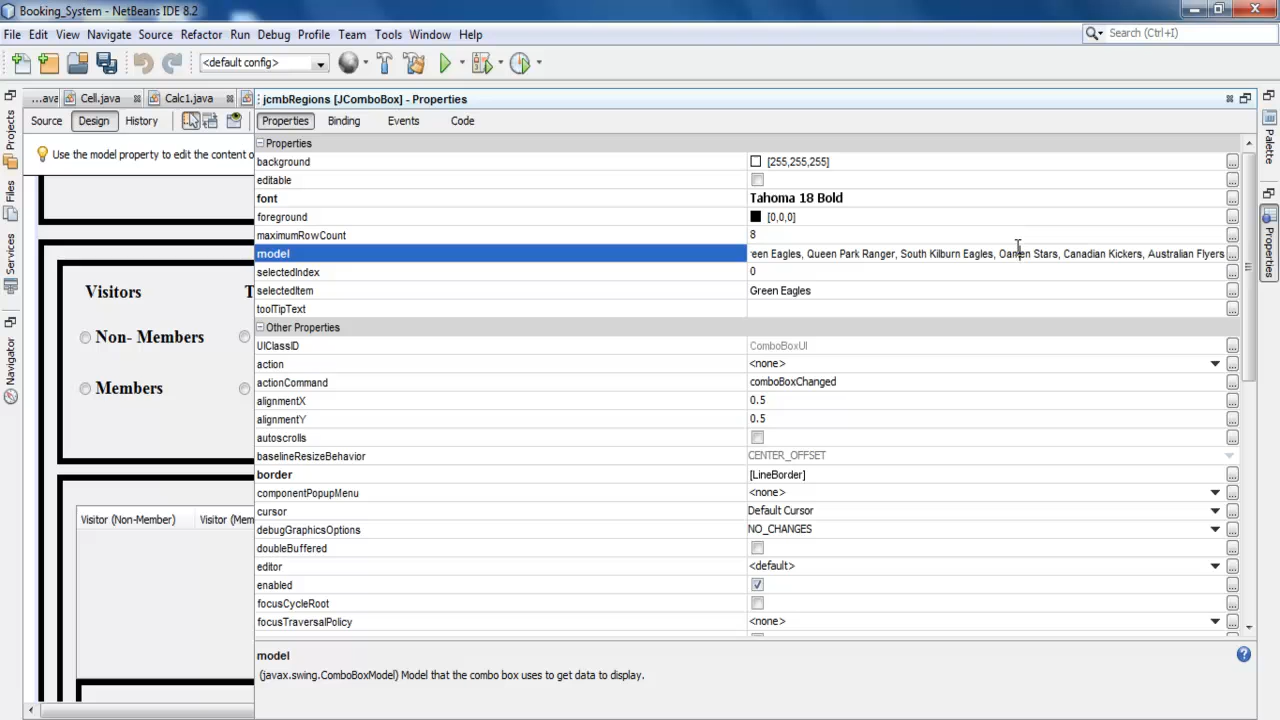 Booking_System - NetBeans IDE 8.2
File Edit View Navigate Source Refactor Run Debug Profile Team Tools Window Help
Search (Ctrl+I)
<default config>
...ava Cell.java Calc1.java
Source Design History
Use the model property to edit the content o
Visitors T
Non- Members
Members
Visitor (Non-Member) Visitor (Mem
Projects
Files
Services
Navigator
jcmbRegions [JComboBox] - Properties
Properties Binding Events Code
Properties
background [255,255,255]
editable
font Tahoma 18 Bold
foreground [0,0,0]
maximumRowCount 8
model reen Eagles, Queen Park Ranger, South Kilburn Eagles, Stars, Canadian Kickers, Australian Flyers
selectedIndex 0
selectedItem Green Eagles
toolTipText
Other Properties
UIClassID ComboBoxUI
action <none>
actionCommand comboBoxChanged
alignmentX 0.5
alignmentY 0.5
autoscrolls
baselineResizeBehavior CENTER_OFFSET
border [LineBorder]
componentPopupMenu <none>
cursor Default Cursor
debugGraphicsOptions NO_CHANGES
doubleBuffered
editor <default>
enabled
focusCycleRoot
focusTraversalPolicy <none>
model
(javax.swing.ComboBoxModel) Model that the combo box uses to get data to display.
Palette
Properties